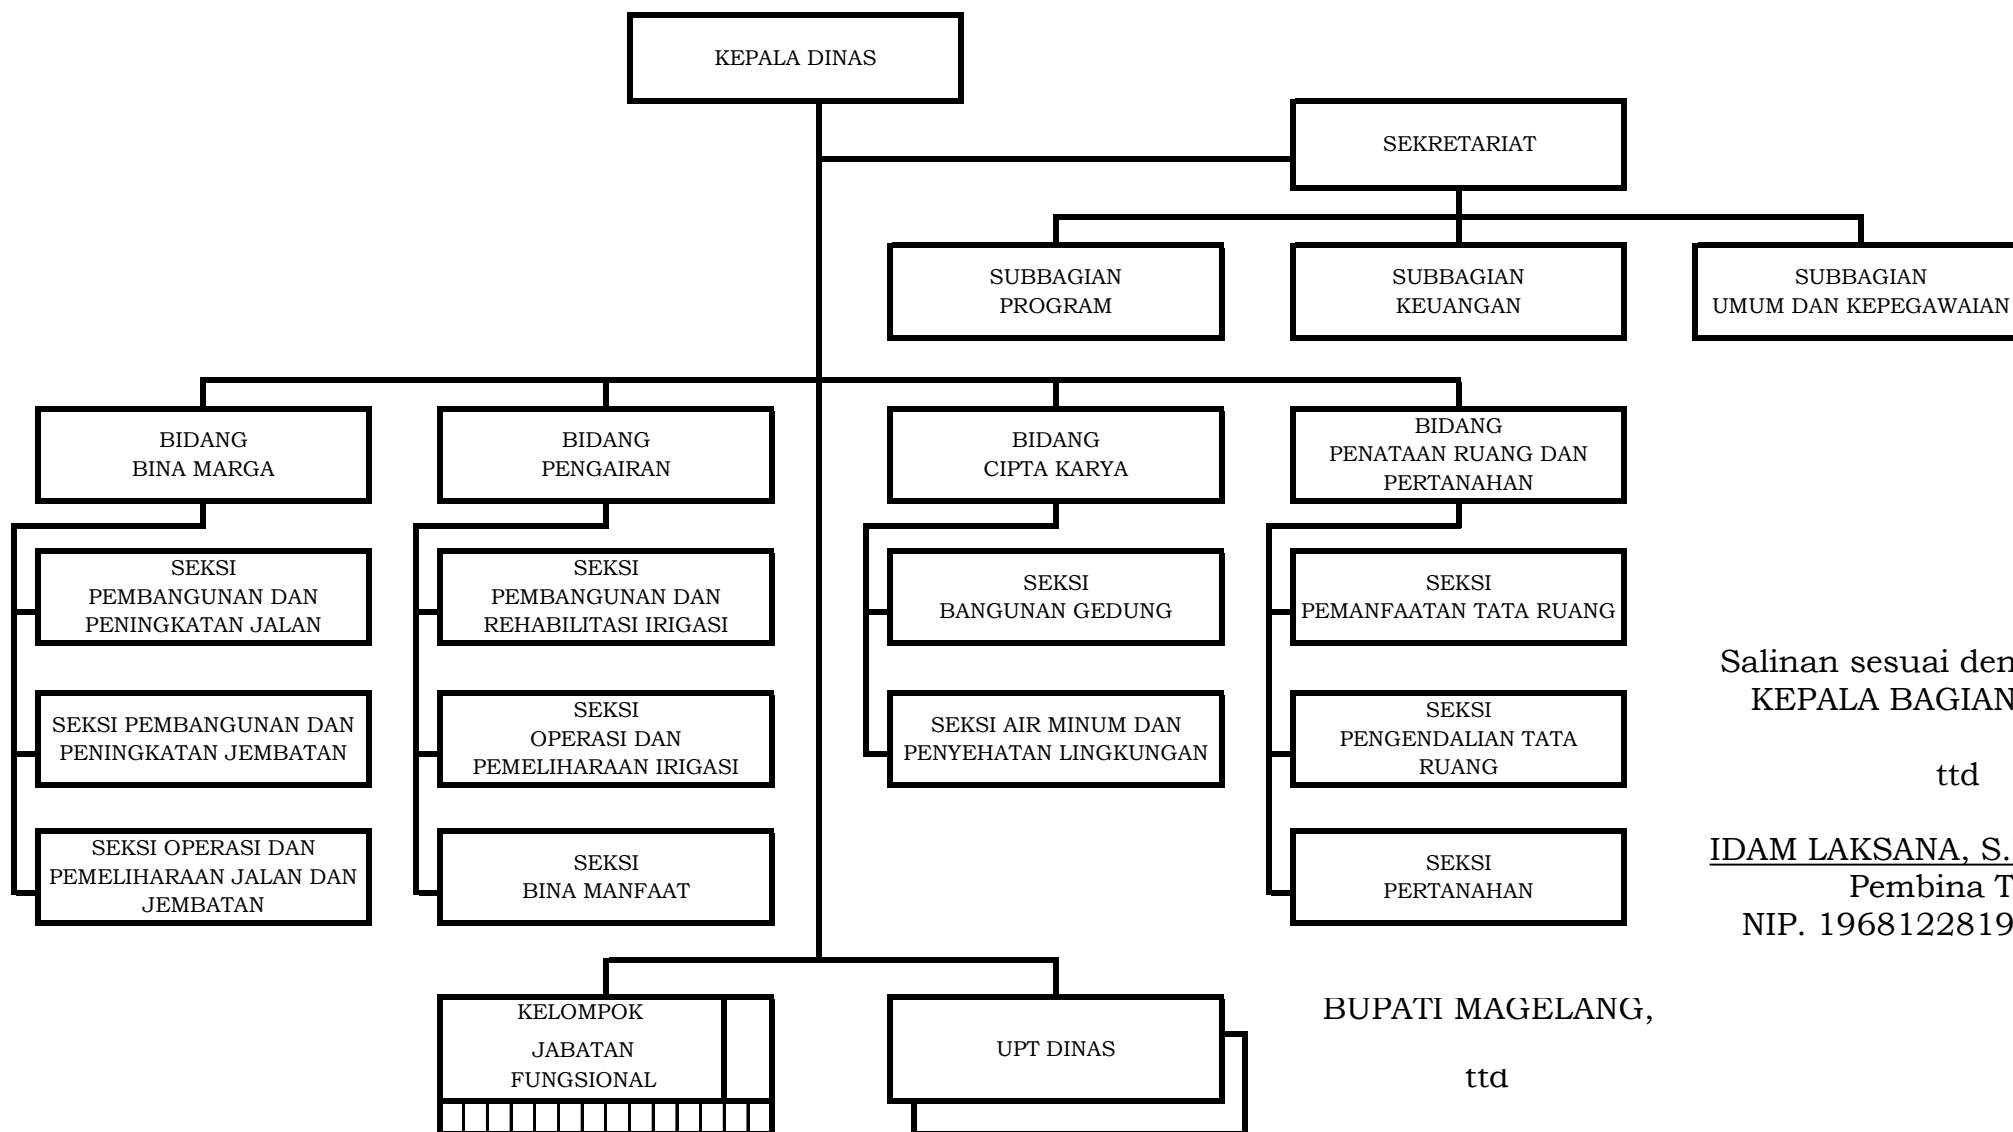 KEPALA DINAS
SEKRETARIAT
SUBBAGIAN
PROGRAM
SUBBAGIAN
KEUANGAN
SUBBAGIAN
UMUM DAN KEPEGAWAIAN
BIDANG
BINA MARGA
BIDANG
PENGAIRAN
BIDANG
CIPTA KARYA
BIDANG
PENATAAN RUANG DAN
PERTANAHAN
SEKSI
PEMBANGUNAN DAN
PENINGKATAN JALAN
SEKSI
PEMBANGUNAN DAN
REHABILITASI IRIGASI
SEKSI
BANGUNAN GEDUNG
SEKSI
PEMANFAATAN TATA RUANG
SEKSI PEMBANGUNAN DAN
PENINGKATAN JEMBATAN
SEKSI
OPERASI DAN
PEMELIHARAAN IRIGASI
SEKSI AIR MINUM DAN
PENYEHATAN LINGKUNGAN
SEKSI
PENGENDALIAN TATA
RUANG
SEKSI OPERASI DAN
PEMELIHARAAN JALAN DAN
JEMBATAN
SEKSI
BINA MANFAAT
SEKSI
PERTANAHAN
Salinan sesuai den
KEPALA BAGIAN
ttd
IDAM LAKSANA, S.
Pembina T
NIP. 1968122819
KELOMPOK
JABATAN
FUNGSIONAL
UPT DINAS
BUPATI MAGELANG,
ttd